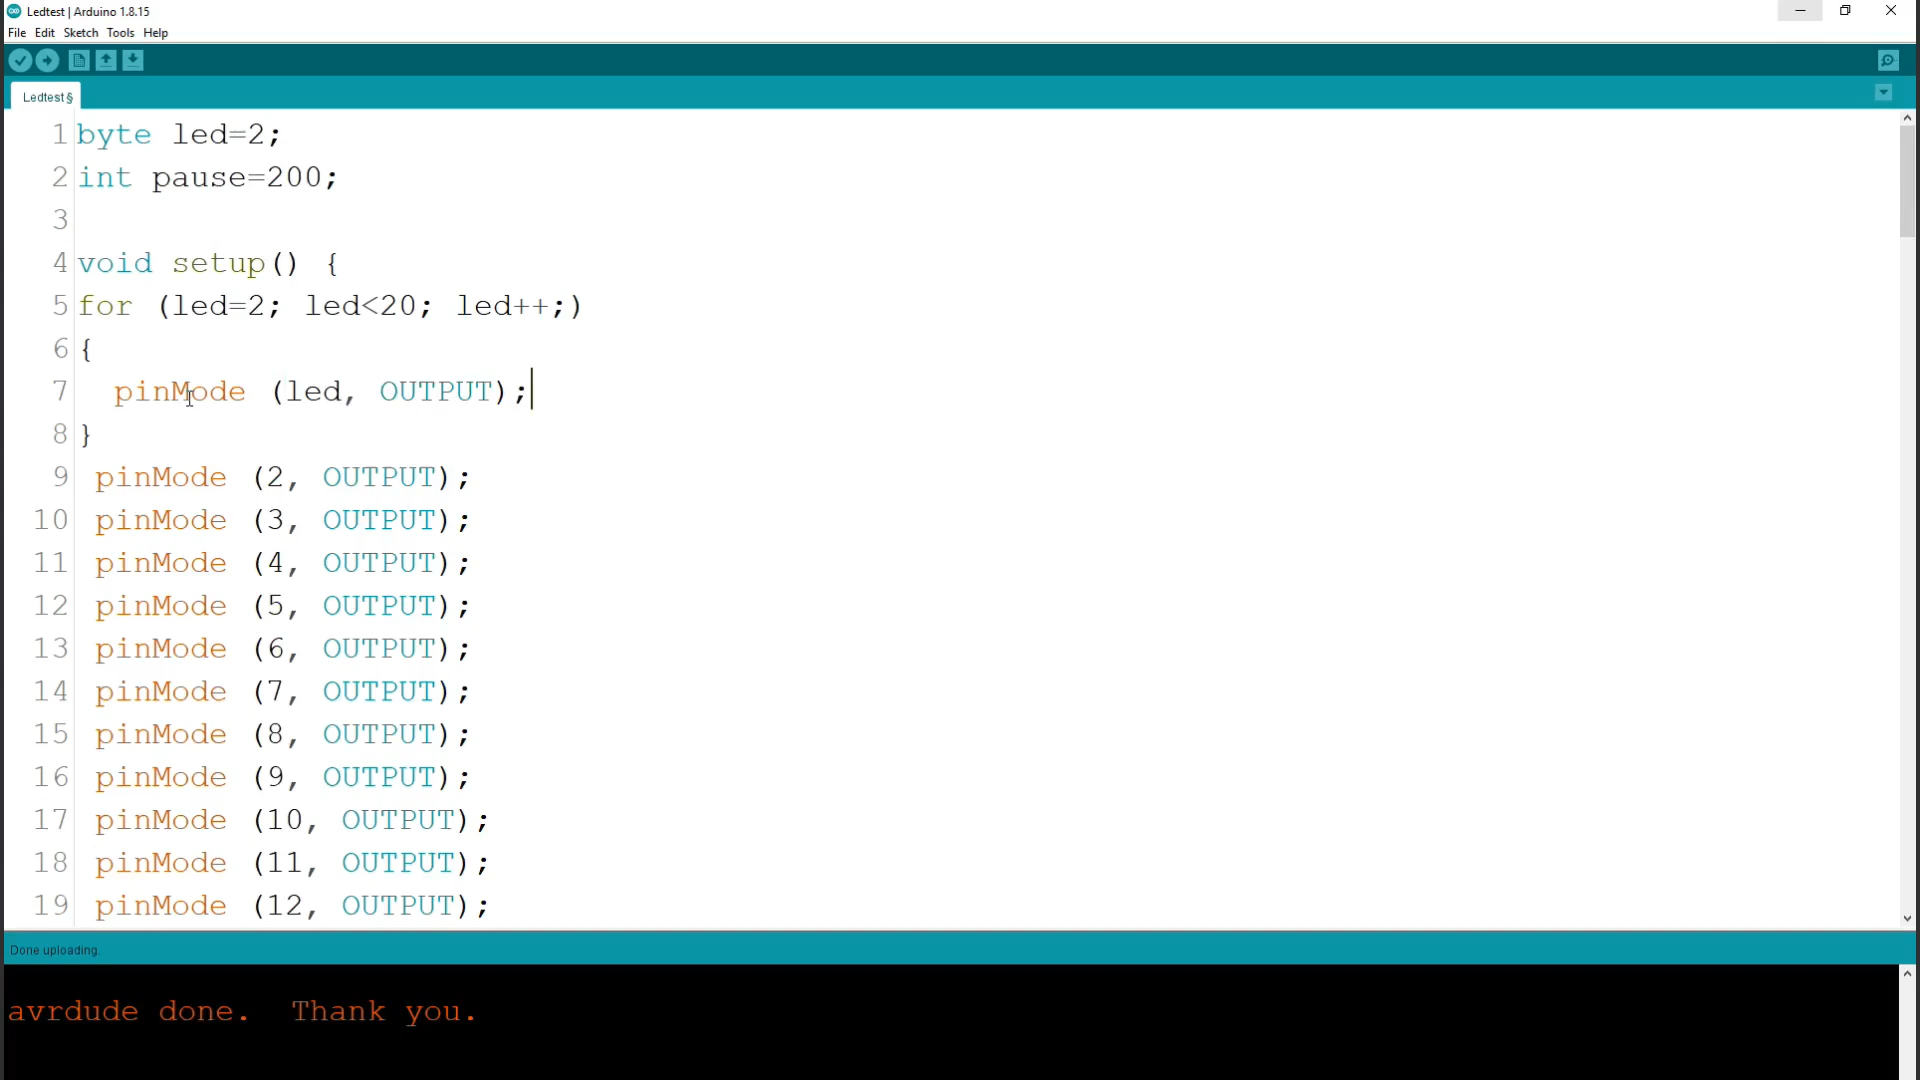 Ledtest | Arduino 1.8.15
File Edit Sketch Tools Help
Ledtest§
1 byte led=2;
2 int pause=200;
3
4 void setup() {
5 for (led=2; led<20; led++;)
6 {
7 pinMode (led, OUTPUT);
8 }
9 pinMode (2, OUTPUT);
10 pinMode (3, OUTPUT);
11 pinMode (4, OUTPUT);
12 pinMode (5, OUTPUT);
13 pinMode (6, OUTPUT);
14 pinMode (7, OUTPUT);
15 pinMode (8, OUTPUT);
16 pinMode (9, OUTPUT);
17 pinMode (10, OUTPUT);
18 pinMode (11, OUTPUT);
19 pinMode (12, OUTPUT);
Done uploading.
avrdude done.  Thank you.